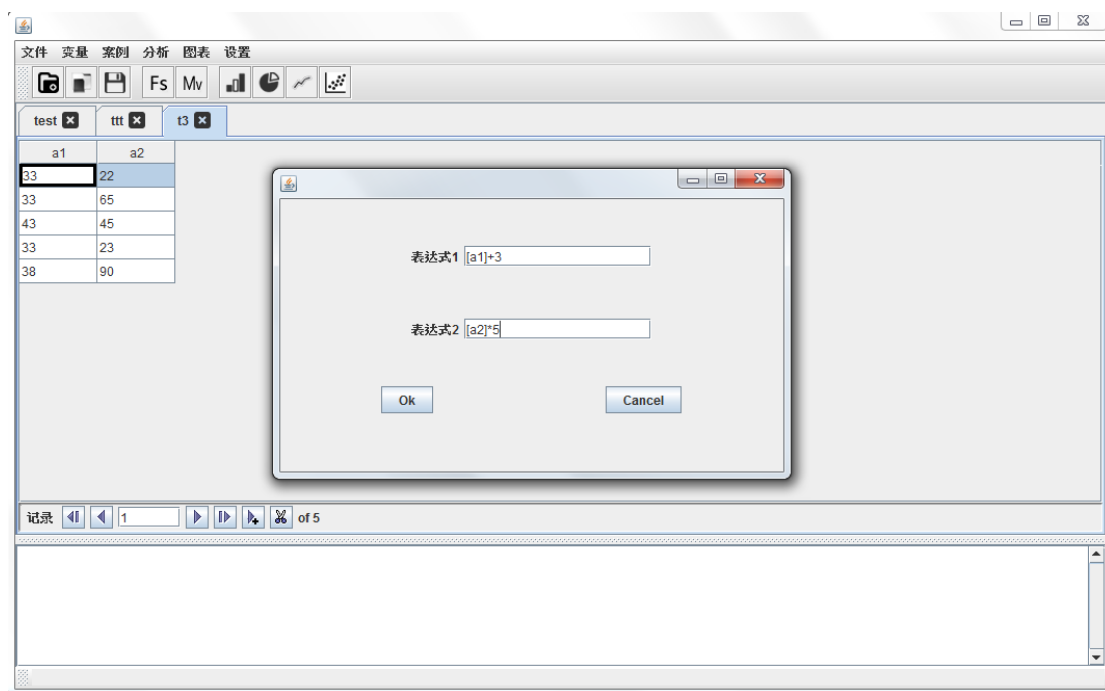 文件 变量 案例 分析 图表 设置
Fs Mv
test ttt t3
a1 a2
33 22
33 65
43 45
33 23
38 90
表达式1 [a1]+3
表达式2 [a2]*5
Ok Cancel
记录 1 of 5